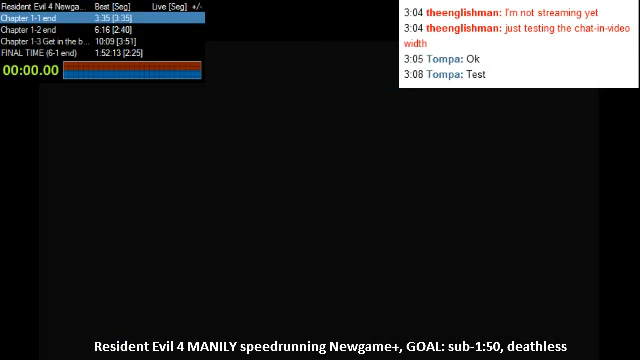 Resident Evil 4 Newga... Beat [Seg] Live [Seg] +/-
Chapter 1-1 end 3:35 [3:35]
Chapter 1-2 end 6:16 [2:40]
Chapter 1-3 Get in the b... 10:09 [3:51]
FINAL TIME (6-1 end) 1:52:13 [2:25]
00:00.00
3:04 theenglishman: I'm not streaming yet
3:04 theenglishman: just testing the chat-in-video
width
3:05 Tompa: Ok
3:08 Tompa: Test
Resident Evil 4 MANILY speedrunning Newgame+, GOAL: sub-1:50, deathless